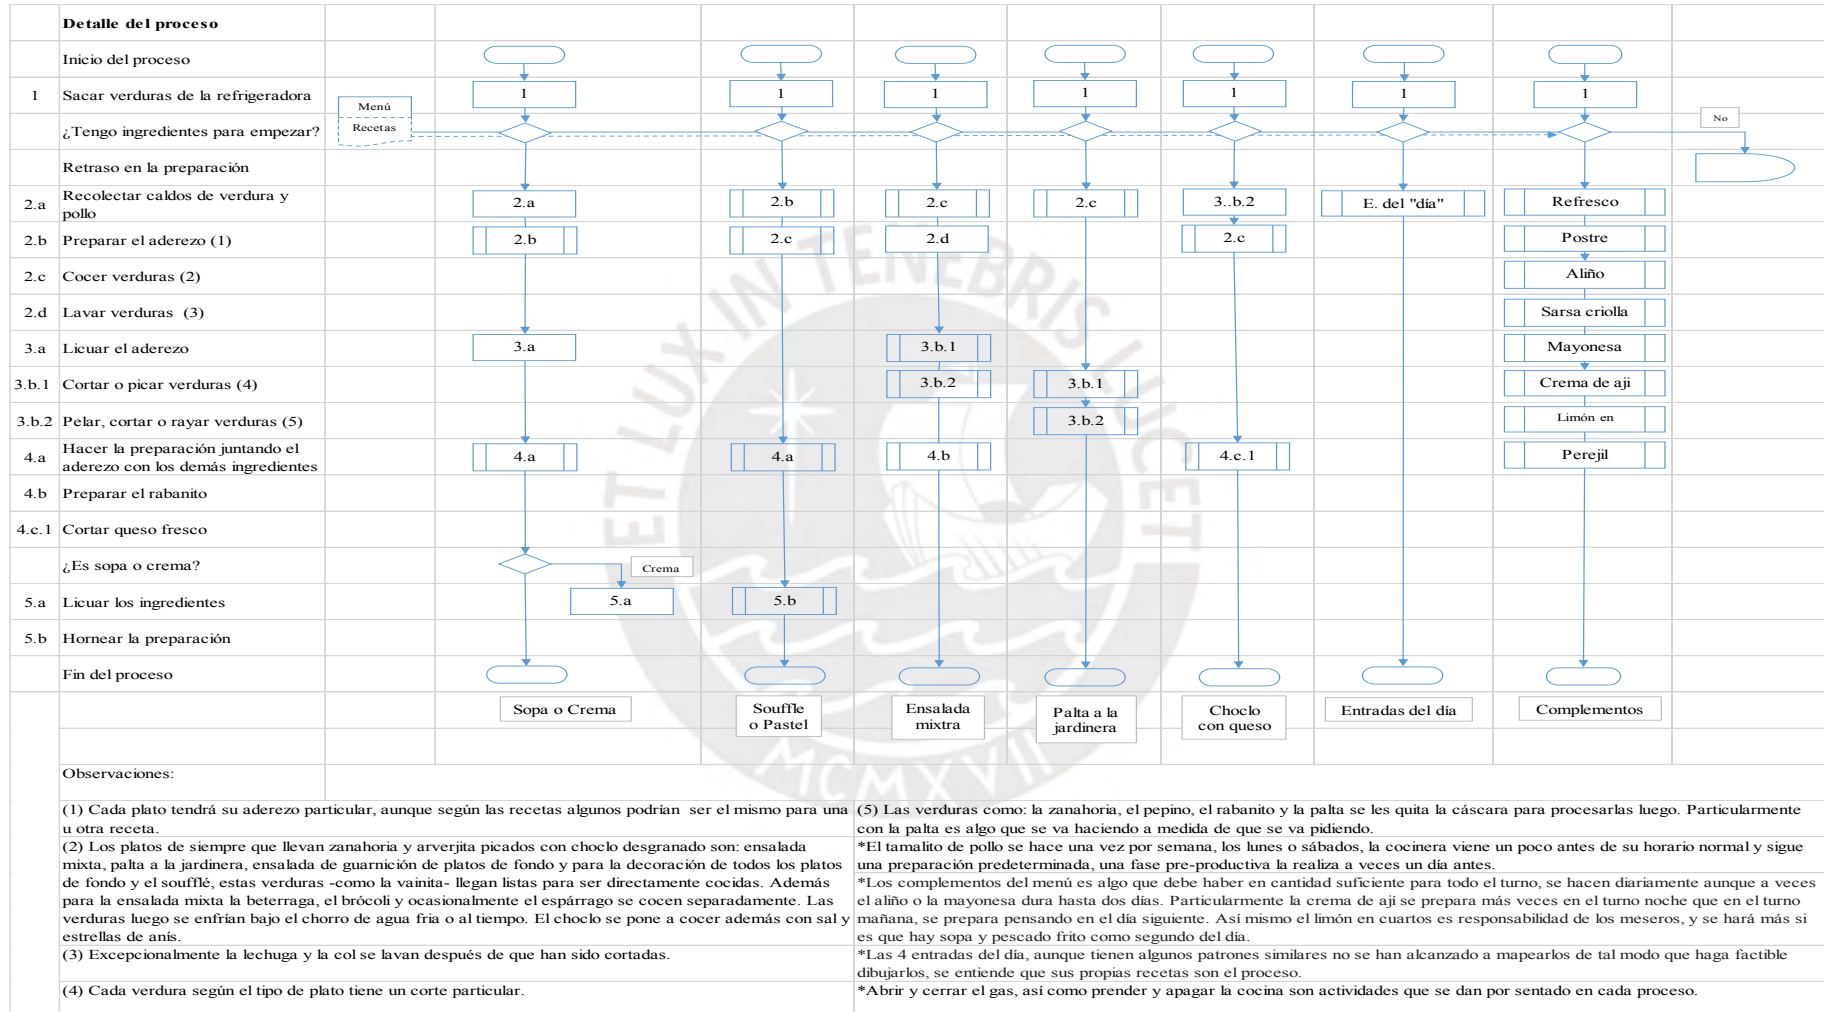 Detalle del proceso
Inicio del proceso
1 Sacar verduras de la refrigeradora
1 1 1 1 1 1 1
Menú
Recetas
¿Tengo ingredientes para empezar?
No
Retraso en la preparación
2.a Recolectar caldos de verdura y
pollo
2.a 2.b 2.c 2.c 3..b.2 E. del "día" Refresco
2.b Preparar el aderezo (1)
2.b 2.c 2.d 2.c Postre
2.c Cocer verduras (2)
Aliño
2.d Lavar verduras (3)
Sarsa criolla
3.a Licuar el aderezo
3.a 3.b.1 Mayonesa
3.b.1 Cortar o picar verduras (4)
3.b.2 3.b.1 Crema de aji
3.b.2 Pelar, cortar o rayar verduras (5)
3.b.2 Limón en
4.a Hacer la preparación juntando el
aderezo con los demás ingredientes
4.a 4.a 4.b 4.c.1 Perejil
4.b Preparar el rabanito
4.c.1 Cortar queso fresco
¿Es sopa o crema?
Crema
5.a Licuar los ingredientes
5.a 5.b
5.b Hornear la preparación
Fin del proceso
Sopa o Crema
Souffle
o Pastel
Ensalada
mixtra
Palta a la
jardinera
Choclo
con queso
Entradas del día
Complementos
Observaciones:
(1) Cada plato tendrá su aderezo particular, aunque según las recetas algunos podrían ser el mismo para una
u otra receta.
(2) Los platos de siempre que llevan zanahoria y arverjita picados con choclo desgranado son: ensalada
mixta, palta a la jardinera, ensalada de guarnición de platos de fondo y para la decoración de todos los platos
de fondo y el soufflé, estas verduras -como la vainita- llegan listas para ser directamente cocidas. Además
para la ensalada mixta la beterraga, el brócoli y ocasionalmente el espárrago se cocen separadamente. Las
verduras luego se enfrían bajo el chorro de agua fria o al tiempo. El choclo se pone a cocer además con sal y
estrellas de anís.
(3) Excepcionalmente la lechuga y la col se lavan después de que han sido cortadas.
(4) Cada verdura según el tipo de plato tiene un corte particular.
(5) Las verduras como: la zanahoria, el pepino, el rabanito y la palta se les quita la cáscara para procesarlas luego. Particularmente
con la palta es algo que se va haciendo a medida de que se va pidiendo.
*El tamalito de pollo se hace una vez por semana, los lunes o sábados, la cocinera viene un poco antes de su horario normal y sigue
una preparación predeterminada, una fase pre-productiva la realiza a veces un día antes.
*Los complementos del menú es algo que debe haber en cantidad suficiente para todo el turno, se hacen diariamente aunque a veces
el aliño o la mayonesa dura hasta dos días. Particularmente la crema de ají se prepara más veces en el turno noche que en el turno
mañana, se prepara pensando en el día siguiente. Así mismo el limón en cuartos es responsabilidad de los meseros, y se hará más si
es que hay sopa y pescado frito como segundo del día.
*Las 4 entradas del día, aunque tienen algunos patrones similares no se han alcanzado a mapearlos de tal modo que haga factible
dibujarlos, se entiende que sus propias recetas son el proceso.
*Abrir y cerrar el gas, así como prender y apagar la cocina son actividades que se dan por sentado en cada proceso.
ET LUX IN TENEBRIS LUCET
MCMXVII